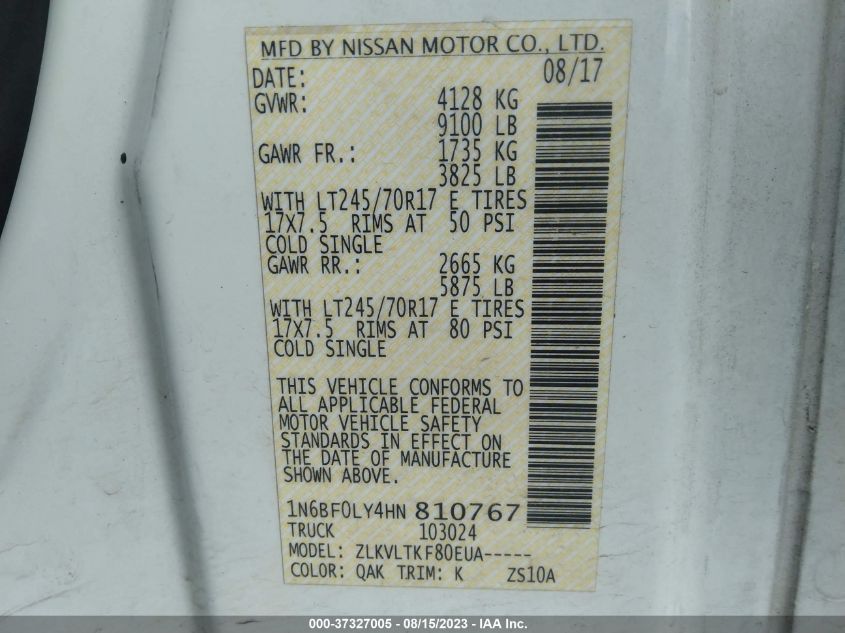 MFD BY NISSAN MOTOR CO., LTD.
DATE: 08/17
GVWR: 4128 KG
9100 LB
GAWR FR.: 1735 KG
3825 LB
WITH LT245/70R17 E TIRES
17X7.5 RIMS AT 50 PSI
COLD SINGLE
GAWR RR.: 2665 KG
5875 LB
WITH LT245/70R17 E TIRES
17X7.5 RIMS AT 80 PSI
COLD SINGLE
THIS VEHICLE CONFORMS TO
ALL APPLICABLE FEDERAL
MOTOR VEHICLE SAFETY
STANDARDS IN EFFECT ON
THE DATE OF MANUFACTURE
SHOWN ABOVE.
1N6BF0LY4HN 810767
TRUCK 103024
MODEL: ZLKVLTKF80EUA-----
COLOR: QAK TRIM: K ZS10A
000-37327005 - 08/15/2023 - IAA Inc.